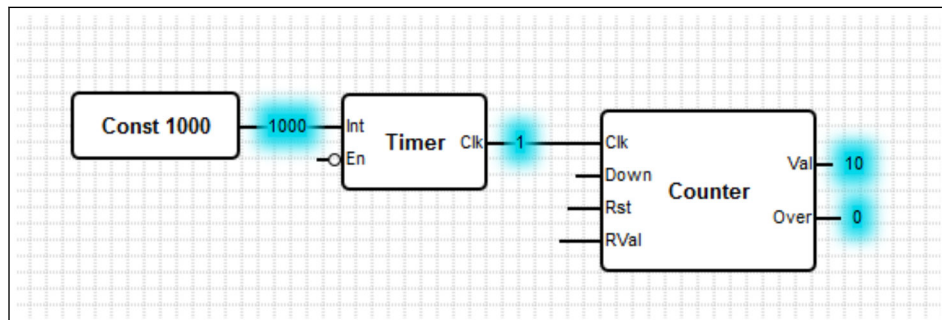 Const 1000
1000
Int
En
Timer
Clk
1
Clk
Down
Rst
RVal
Counter
Val
Over
10
0